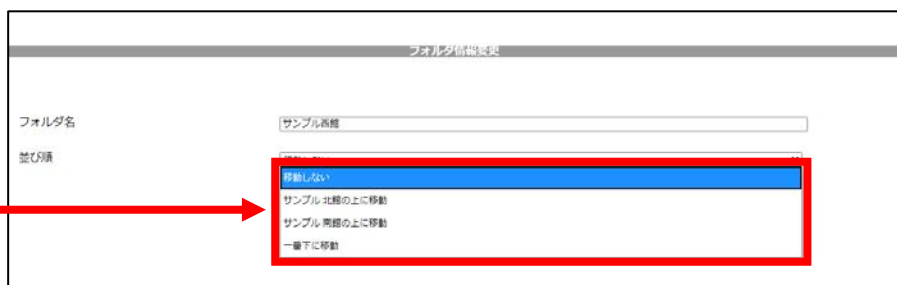 フォルダ情報変更
フォルダ名
サンプル西館
並び順
移動しない
サンプル 北館の上に移動
サンプル 南館の上に移動
一番下に移動